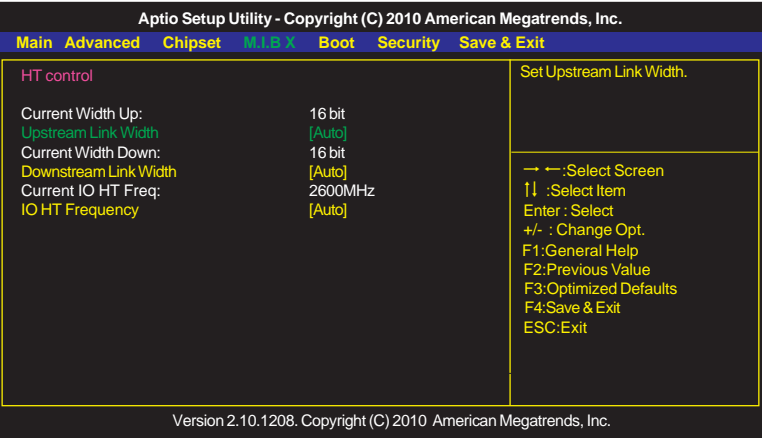 Aptio Setup Utility - Copyright (C) 2010 American Megatrends, Inc.
Main Advanced Chipset M.I.B X Boot Security Save & Exit
HT control
Current Width Up: 16 bit
Upstream Link Width [Auto]
Current Width Down: 16 bit
Downstream Link Width [Auto]
Current IO HT Freq: 2600MHz
IO HT Frequency [Auto]
Set Upstream Link Width.
→ ←:Select Screen
↑↓ :Select Item
Enter : Select
+/- : Change Opt.
F1:General Help
F2:Previous Value
F3:Optimized Defaults
F4:Save & Exit
ESC:Exit
Version 2.10.1208. Copyright (C) 2010 American Megatrends, Inc.